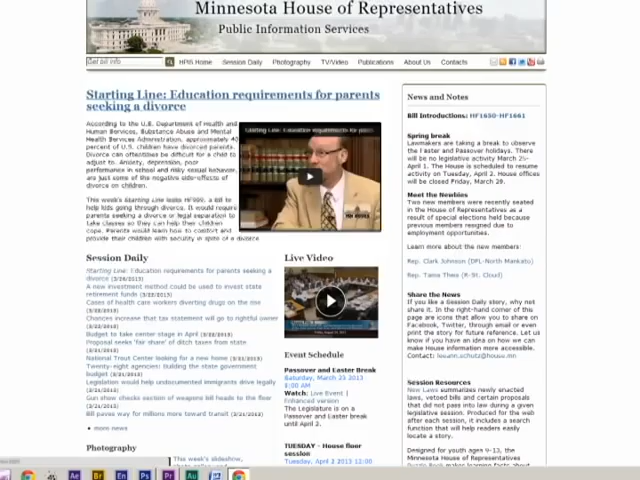 Minnesota House of Representatives
Public Information Services
Get bill info
HPIS Home Session Daily Photography TV/Video Publications About Us Contacts
Starting Line: Education requirements for parents
seeking a divorce
According to the U.S. Department of Health and
Human Services, Substance Abuse and Mental
Health Services Administration, approximately 40
percent of U.S. children have divorced parents.
Divorce can oftentimes be difficult for a child to
adjust to. Anxiety, depression, poor
performance in school and risky sexual behavior,
are just some of the negative side-effects of
divorce on children.
This week's Starting Line looks HF999, a bill to
help kids going through divorce. It would require
parents seeking a divorce or legal separation to
take classes so they can help their children
cope. Parents would learn how to comfort and
provide their children with security in spite of a divorce
Starting Line: Education requirements for
Session Daily
Starting Line: Education requirements for parents seeking a
divorce (3/26/2013)
A new investment method could be used to invest state
retirement funds (3/22/2013)
Cases of health care workers diverting drugs on the rise
(3/22/2013)
Chances increase that tax statement will go to rightful owner
(3/22/2013)
Budget to take center stage in April (3/22/2013)
Proposal seeks 'fair share' of ditch taxes from state
(3/21/2013)
National Trout Center looking for a new home (3/21/2013)
Twenty-eight agencies: building the state government
budget (3/21/2013)
Legislation would help undocumented immigrants drive legally
(3/21/2013)
Gun show checks section of weapons bill heads to the floor
(3/21/2013)
Bill paves way for millions more toward transit (3/21/2013)
more news
Photography
This week's slideshow,
Live Video
Event Schedule
Passover and Easter Break
Saturday, March 23 2013
8:00 AM
Watch: Live Event |
Enhanced version
The Legislature is on a
Passover and Easter break
until April 2.
TUESDAY - House floor
session
Tuesday, April 2 2013 12:00
News and Notes
Bill Introductions: HF1650-HF1661
Spring break
Lawmakers are taking a break to observe
the Easter and Passover holidays. There
will be no legislative activity March 25-
April 1. The House is scheduled to resume
activity on Tuesday, April 2. House offices
will be closed Friday, March 29.
Meet the Newbies
Two new members were recently
seated in the House of Representatives as
a result of special elections held because
previous members resigned due to
employment opportunities.
Learn more about the new members:
Rep. Clark Johnson (DFL-North Mankato)
Rep. Tama Theis (R-St. Cloud)
Share the News
If you like a Session Daily story, why not
share it. In the right-hand corner of this
page are icons that allow you to share on
Facebook, Twitter, through email or even
print the story for future reference. Let us
know if you have an idea on how we can
make House information more accessible.
Contact: leeann.schutz@house.mn
Session Resources
New Laws summarizes newly enacted
laws, vetoed bills and certain proposals
that did not pass into law during a given
legislative session. Produced for the web
after each session, it includes a search
function that will help readers easily
locate a story.
Designed for youth ages 9-13, the
Minnesota House of Representatives